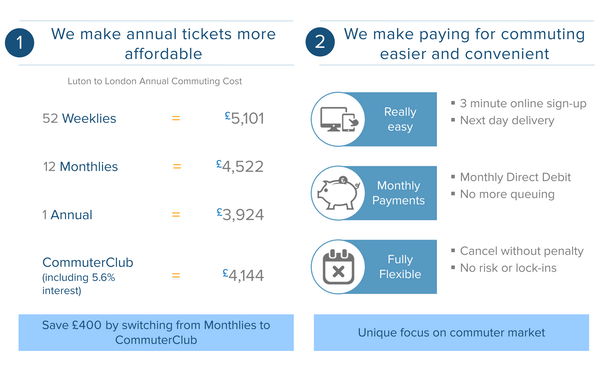 1
We make annual tickets more
affordable
Luton to London Annual Commuting Cost
52 Weeklies = £5,101
12 Monthlies = £4,522
1 Annual = £3,924
CommuterClub
(including 5.6%
interest)
= £4,144
Save £400 by switching from Monthlies to
CommuterClub
2
We make paying for commuting
easier and convenient
Really
easy
▪ 3 minute online sign-up
▪ Next day delivery
Monthly
Payments
▪ Monthly Direct Debit
▪ No more queuing
Fully
Flexible
▪ Cancel without penalty
▪ No risk or lock-ins
Unique focus on commuter market